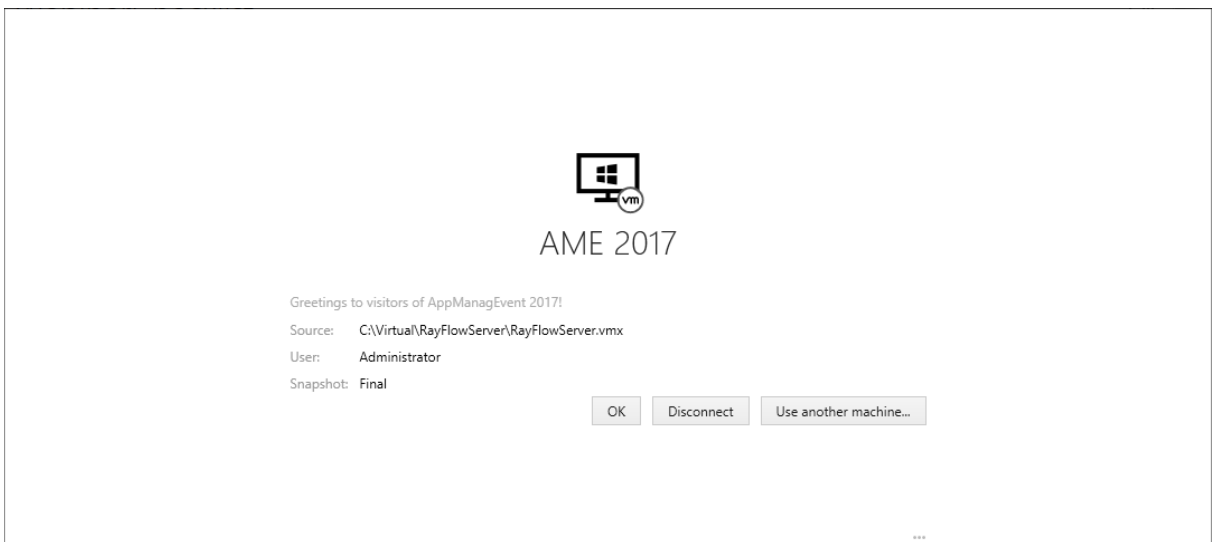 vm
AME 2017
Greetings to visitors of AppManagEvent 2017!
Source: C:\Virtual\RayFlowServer\RayFlowServer.vmx
User: Administrator
Snapshot: Final
OK Disconnect Use another machine...
...